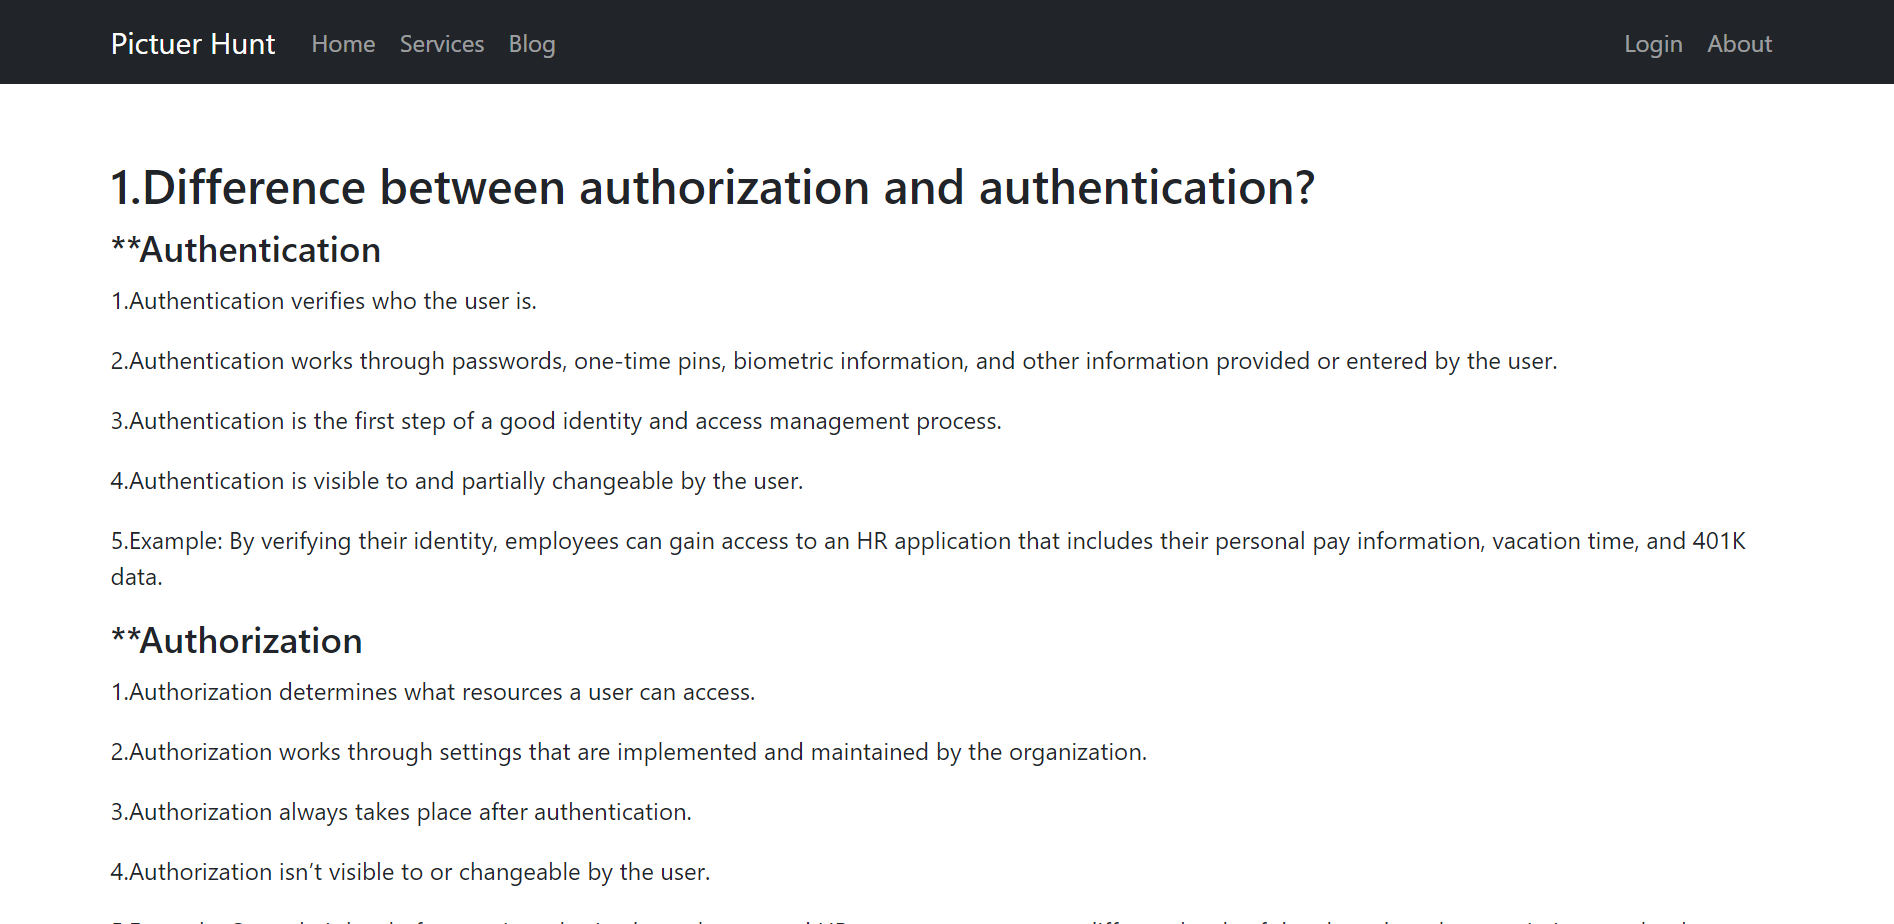 Pictuer Hunt Home Services Blog Login About
1.Difference between authorization and authentication?
**Authentication
1.Authentication verifies who the user is.
2.Authentication works through passwords, one-time pins, biometric information, and other information provided or entered by the user.
3.Authentication is the first step of a good identity and access management process.
4.Authentication is visible to and partially changeable by the user.
5.Example: By verifying their identity, employees can gain access to an HR application that includes their personal pay information, vacation time, and 401K
data.
**Authorization
1.Authorization determines what resources a user can access.
2.Authorization works through settings that are implemented and maintained by the organization.
3.Authorization always takes place after authentication.
4.Authorization isn’t visible to or changeable by the user.